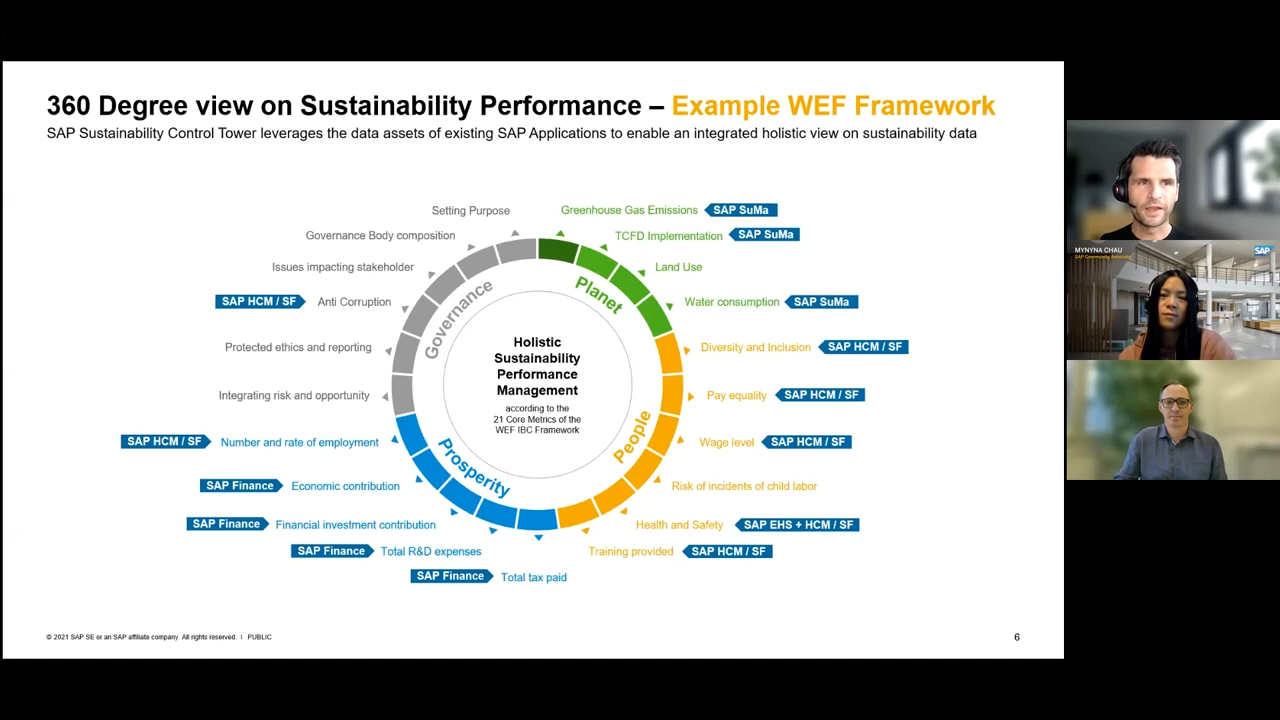 360 Degree view on Sustainability Performance – Example WEF Framework
SAP Sustainability Control Tower leverages the data assets of existing SAP Applications to enable an integrated holistic view on sustainability data
Setting Purpose
Greenhouse Gas Emissions SAP SuMa
Governance Body composition
TCFD Implementation SAP SuMa
Issues impacting stakeholder
Land Use
SAP HCM / SF Anti Corruption
Water consumption SAP SuMa
Protected ethics and reporting
Diversity and Inclusion SAP HCM / SF
Integrating risk and opportunity
Pay equality SAP HCM / SF
SAP HCM / SF Number and rate of employment
Wage level SAP HCM / SF
SAP Finance Economic contribution
Risk of incidents of child labor
SAP Finance Financial investment contribution
Health and Safety SAP EHS + HCM / SF
SAP Finance Total R&D expenses
Training provided SAP HCM / SF
SAP Finance Total tax paid
Governance
Planet
People
Prosperity
Holistic
Sustainability
Performance
Management
according to the
21 Core Metrics of the
WEF IBC Framework
© 2021 SAP SE or an SAP affiliate company. All rights reserved. I PUBLIC
6
MYNYNA CHAU
SAP Community Advocate
SAP